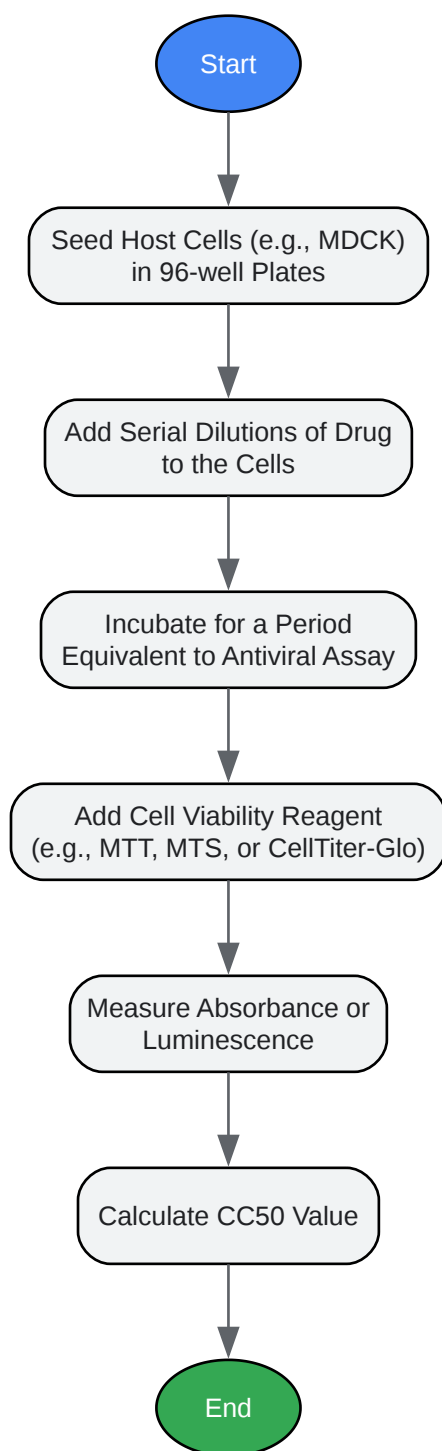 Start
Seed Host Cells (e.g., MDCK)
in 96-well Plates
Add Serial Dilutions of Drug
to the Cells
Incubate for a Period
Equivalent to Antiviral Assay
Add Cell Viability Reagent
(e.g., MTT, MTS, or CellTiter-Glo)
Measure Absorbance or
Luminescence
Calculate CC50 Value
End